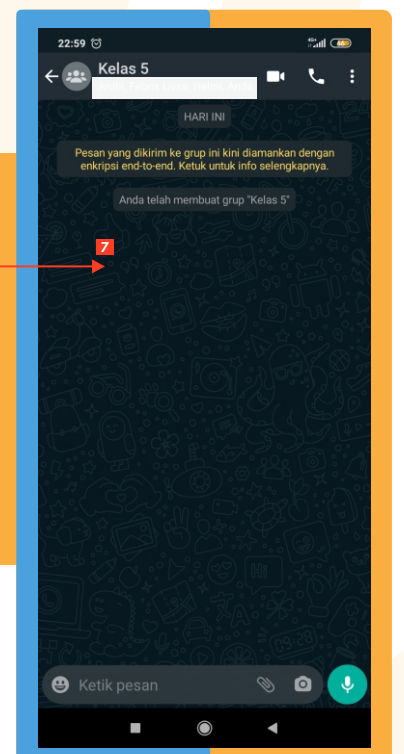 22:59
Kelas 5
HARI INI
Pesan yang dikirim ke grup ini kini diamankan dengan
enkripsi end-to-end. Ketuk untuk info selengkapnya.
Anda telah membuat grup "Kelas 5"
7
Ketik pesan